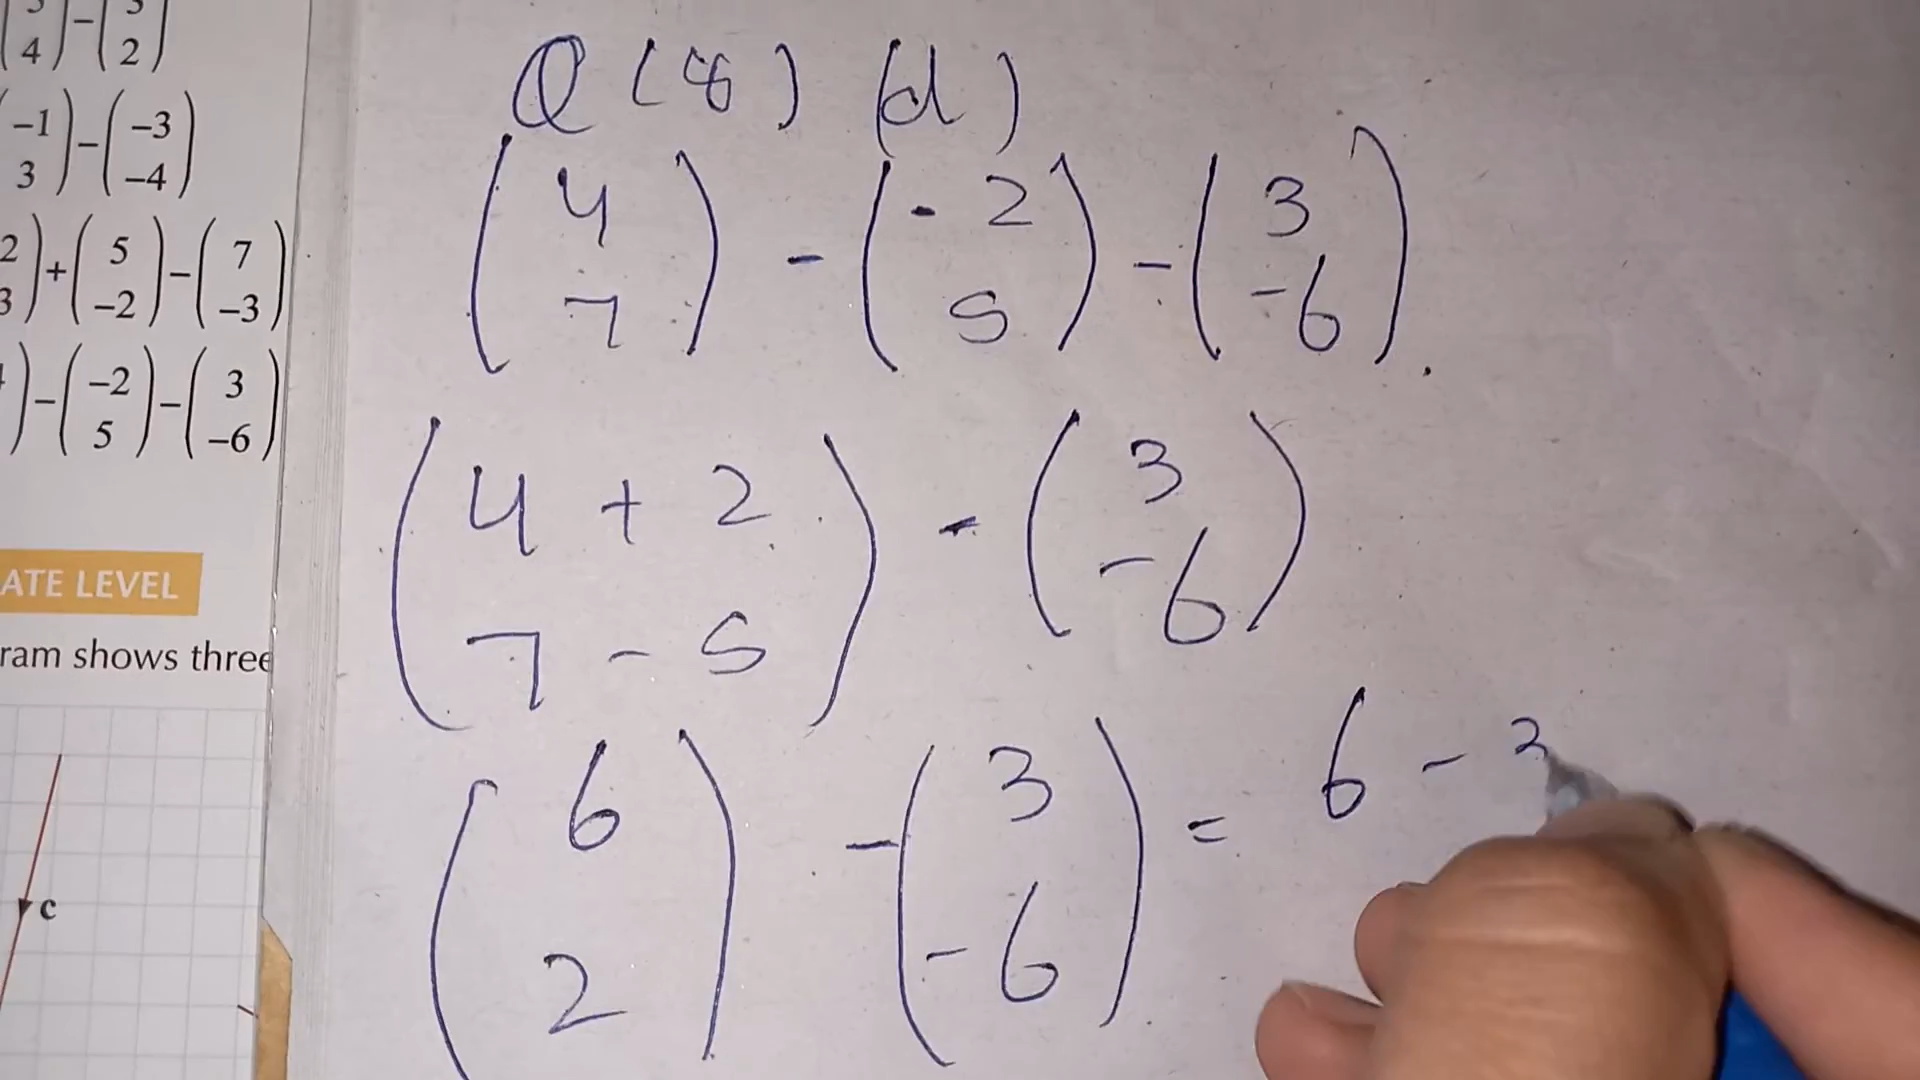 4) - ( 2
Q (8) (d)
(-1 3) - (-3 -4)
(4 7) - (-2 5) - (3 -6).
2 3) + (5 -2) - (7 -3)
) - (-2 5) - (3 -6)
(4 + 2 7 - 5) - (3 -6)
ATE LEVEL
ram shows three
(6 2) - (3 -6) = 6 - 3
c